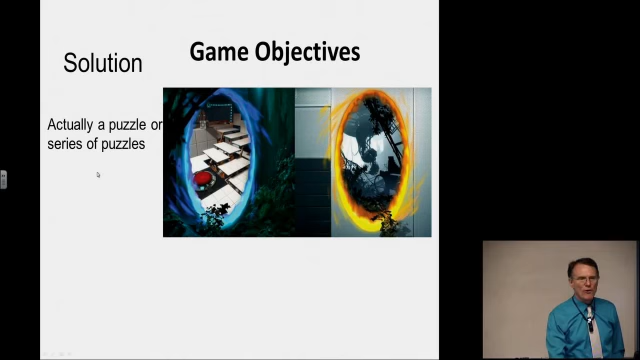 Game Objectives
Solution
Actually a puzzle or
series of puzzles